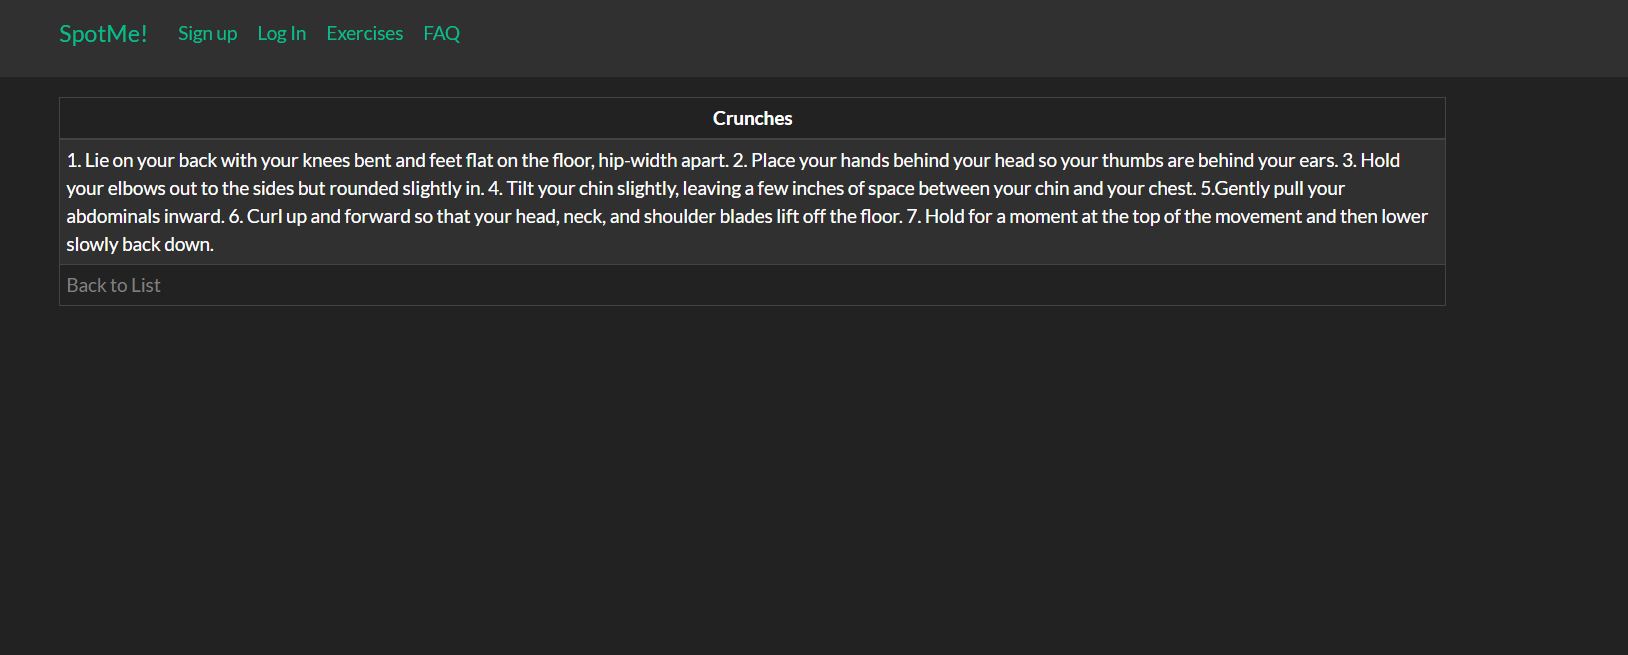 SpotMe! Sign up Log In Exercises FAQ
Crunches
1. Lie on your back with your knees bent and feet flat on the floor, hip-width apart. 2. Place your hands behind your head so your thumbs are behind your ears. 3. Hold
your elbows out to the sides but rounded slightly in. 4. Tilt your chin slightly, leaving a few inches of space between your chin and your chest. 5.Gently pull your
abdominals inward. 6. Curl up and forward so that your head, neck, and shoulder blades lift off the floor. 7. Hold for a moment at the top of the movement and then lower
slowly back down.
Back to List